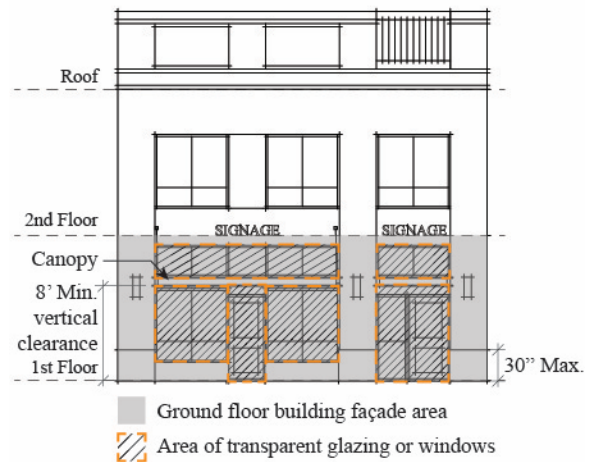 Roof
2nd Floor
SIGNAGE SIGNAGE
Canopy
8’ Min.
vertical
clearance
1st Floor
30” Max.
Ground floor building façade area
Area of transparent glazing or windows